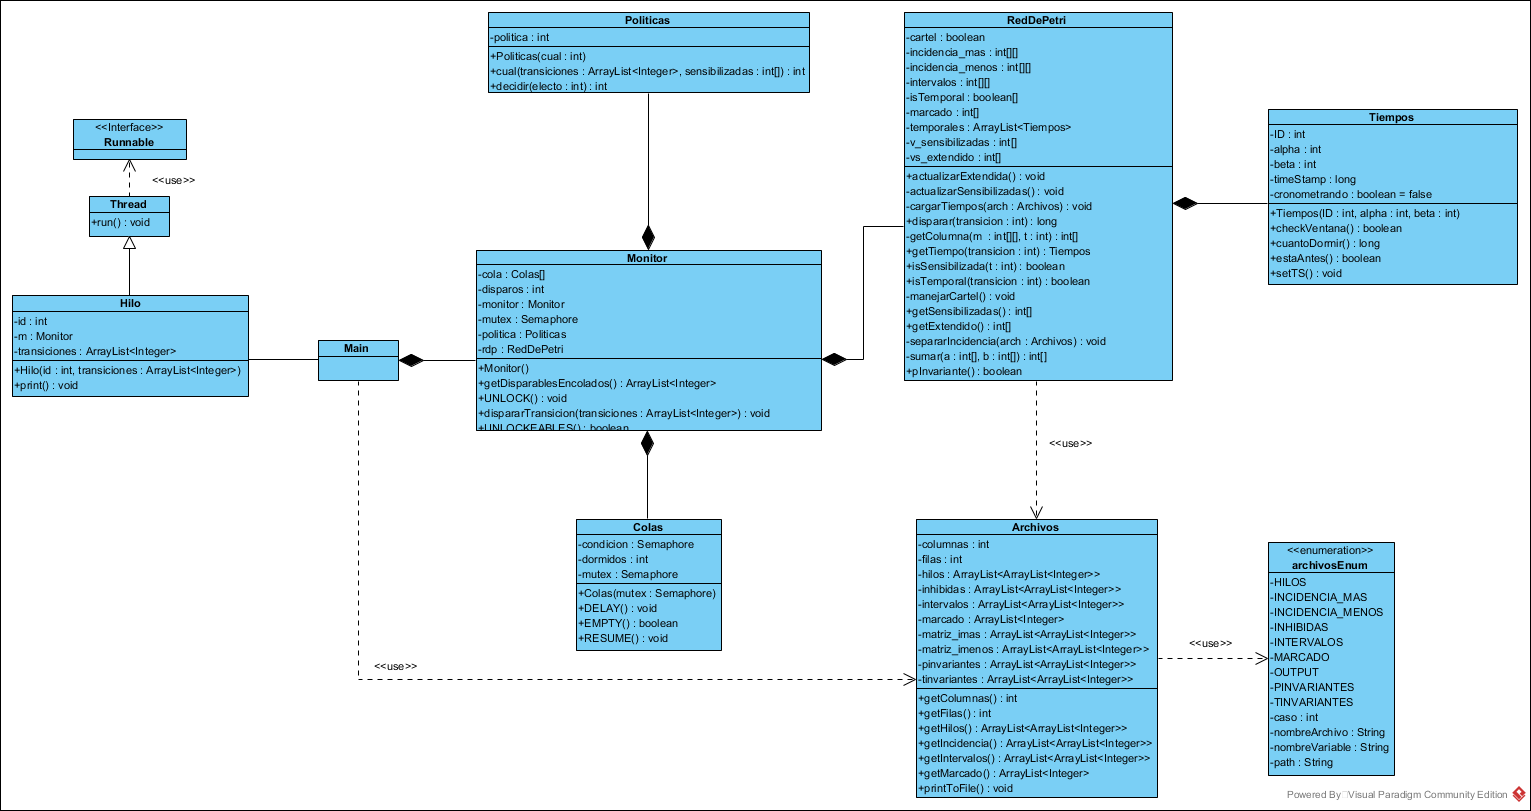 Politicas
-politica : int
+Politicas(cual : int)
+cual(transiciones : ArrayList<Integer>, sensibilizadas : int[]) : int
+decidir(electo : int) : int
RedDePetri
-cartel : boolean
-incidencia_mas : int[][]
-incidencia_menos : int[][]
-intervalos : int[][]
-isTemporal : boolean[]
-marcado : int[]
-temporales : ArrayList<Tiempos>
-v_sensibilizadas : int[]
-vs_extendido : int[]
+actualizarExtendida() : void
-actualizarSensibilizadas() : void
-cargarTiempos(arch : Archivos) : void
+disparar(transicion : int) : long
-getColumna(m : int[][], t : int) : int[]
+getTiempo(transicion : int) : Tiempos
+isSensibilizada(t : int) : boolean
+isTemporal(transicion : int) : boolean
-manejarCartel() : void
+getSensibilizadas() : int[]
+getExtendido() : int[]
-separarIncidencia(arch : Archivos) : void
-sumar(a : int[], b : int[]) : int[]
+pInvariante() : boolean
Tiempos
-ID : int
-alpha : int
-beta : int
-timeStamp : long
-cronometrando : boolean = false
+Tiempos(ID : int, alpha : int, beta : int)
+checkVentana() : boolean
+cuantoDormir() : long
+estaAntes() : boolean
+setTS() : void
<<Interface>>
Runnable
<<use>>
Thread
+run() : void
Hilo
-id : int
-m : Monitor
-transiciones : ArrayList<Integer>
+Hilo(id : int, transiciones : ArrayList<Integer>)
+print() : void
Main
Monitor
-cola : Colas[]
-disparos : int
-monitor : Monitor
-mutex : Semaphore
-politica : Politicas
-rdp : RedDePetri
+Monitor()
+getDisparablesEncolados() : ArrayList<Integer>
+UNLOCK() : void
+dispararTransicion(transiciones : ArrayList<Integer>) : void
+UNLOCKEABLES() : boolean
<<use>>
Colas
-condicion : Semaphore
-dormidos : int
-mutex : Semaphore
+Colas(mutex : Semaphore)
+DELAY() : void
+EMPTY() : boolean
+RESUME() : void
<<use>>
Archivos
-columnas : int
-filas : int
-hilos : ArrayList<ArrayList<Integer>>
-inhibidas : ArrayList<ArrayList<Integer>>
-intervalos : ArrayList<ArrayList<Integer>>
-marcado : ArrayList<Integer>
-matriz_imas : ArrayList<ArrayList<Integer>>
-matriz_imenos : ArrayList<ArrayList<Integer>>
-pinvariantes : ArrayList<ArrayList<Integer>>
-tinvariantes : ArrayList<ArrayList<Integer>>
+getColumnas() : int
+getFilas() : int
+getHilos() : ArrayList<ArrayList<Integer>>
+getIncidencia() : ArrayList<ArrayList<Integer>>
+getIntervalos() : ArrayList<ArrayList<Integer>>
+getMarcado() : ArrayList<Integer>
+printToFile() : void
<<use>>
<<enumeration>>
archivosEnum
-HILOS
-INCIDENCIA_MAS
-INCIDENCIA_MENOS
-INHIBIDAS
-INTERVALOS
-MARCADO
-OUTPUT
-PINVARIANTES
-TINVARIANTES
-caso : int
-nombreArchivo : String
-nombreVariable : String
-path : String
Powered By Visual Paradigm Community Edition